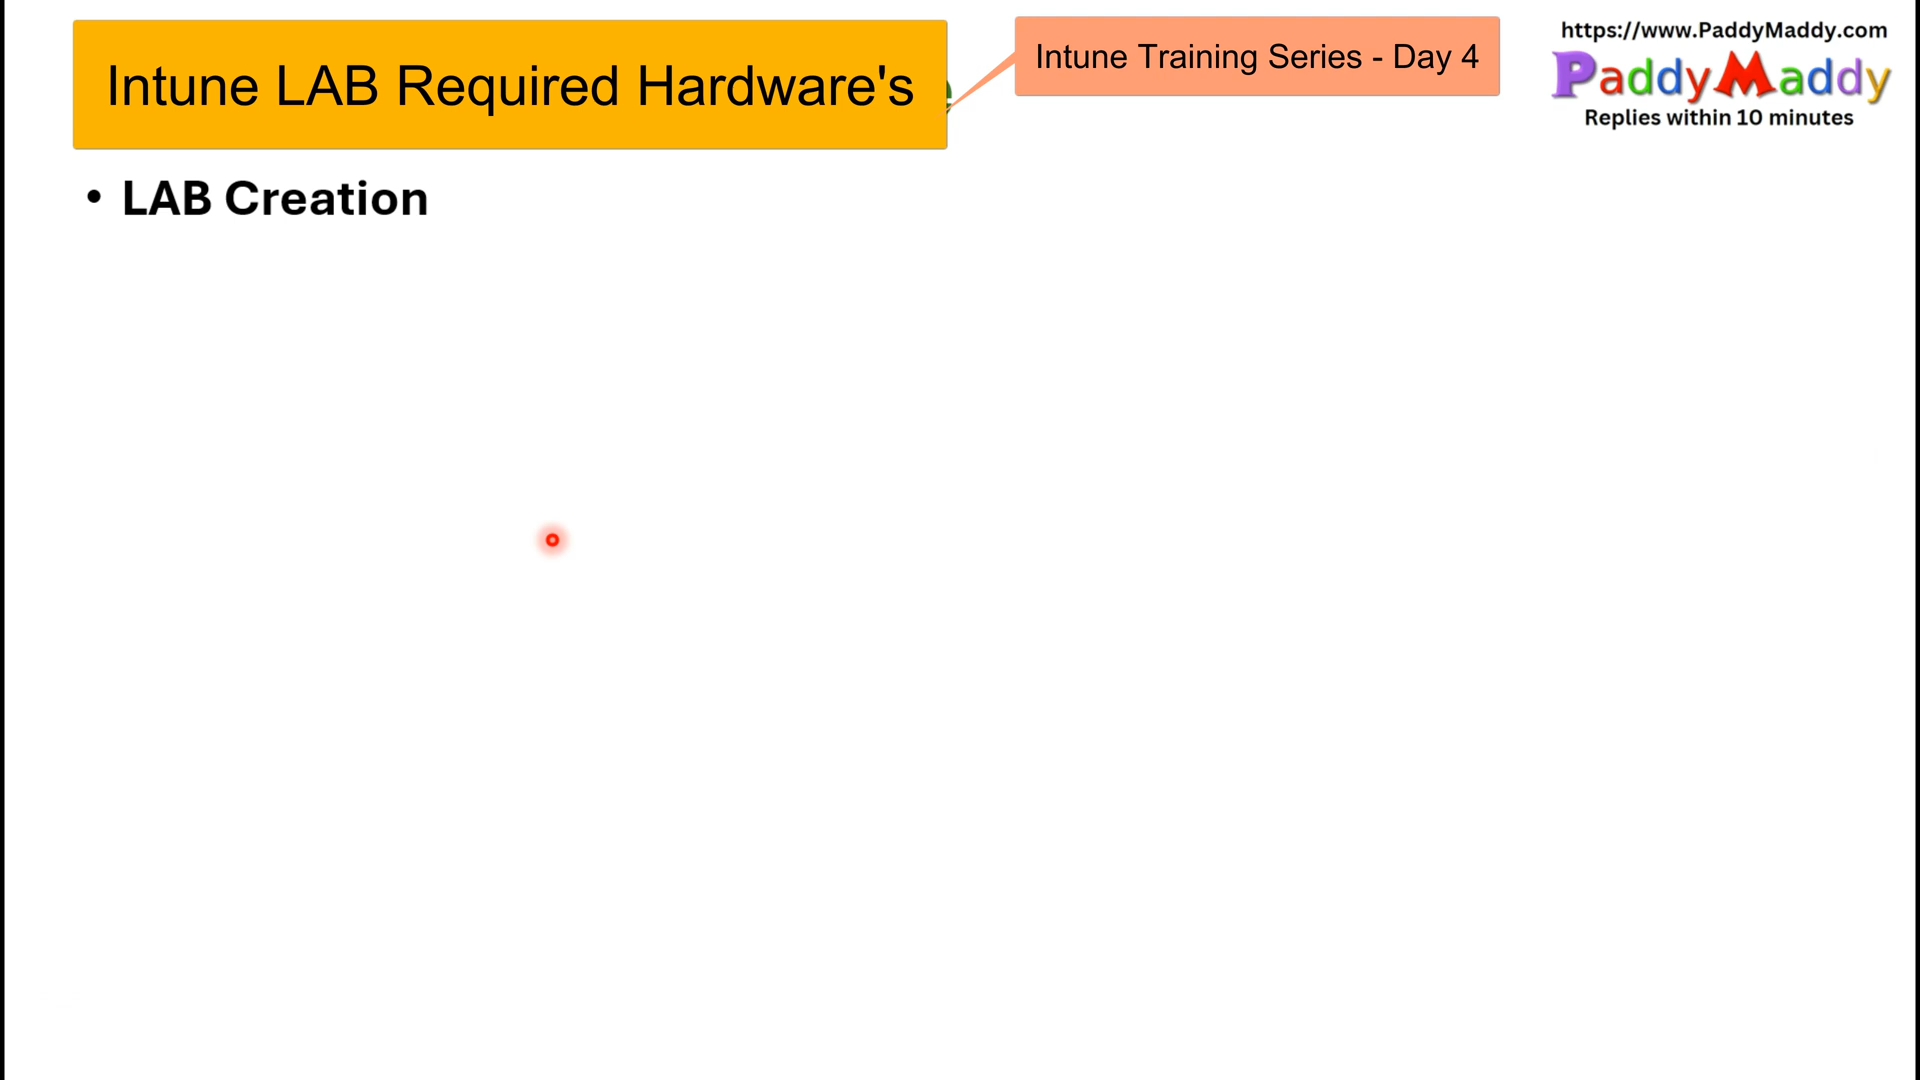 Intune LAB Required Hardware's
Intune Training Series - Day 4
https://www.PaddyMaddy.com
PaddyMaddy
Replies within 10 minutes
• LAB Creation